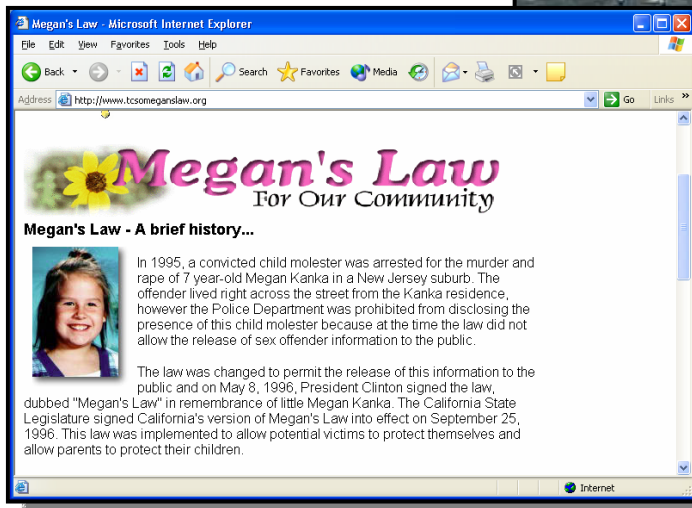 Megan's Law - Microsoft Internet Explorer
File Edit View Favorites Tools Help
Back Search Favorites Media
Address http://www.tcsomeganslaw.org Go Links »
Megan's Law
For Our Community
Megan's Law - A brief history...
In 1995, a convicted child molester was arrested for the murder and
rape of 7 year-old Megan Kanka in a New Jersey suburb. The
offender lived right across the street from the Kanka residence,
however the Police Department was prohibited from disclosing the
presence of this child molester because at the time the law did not
allow the release of sex offender information to the public.
The law was changed to permit the release of this information to the
public and on May 8, 1996, President Clinton signed the law,
dubbed "Megan's Law" in remembrance of little Megan Kanka. The California State
Legislature signed California's version of Megan's Law into effect on September 25,
1996. This law was implemented to allow potential victims to protect themselves and
allow parents to protect their children.
Internet